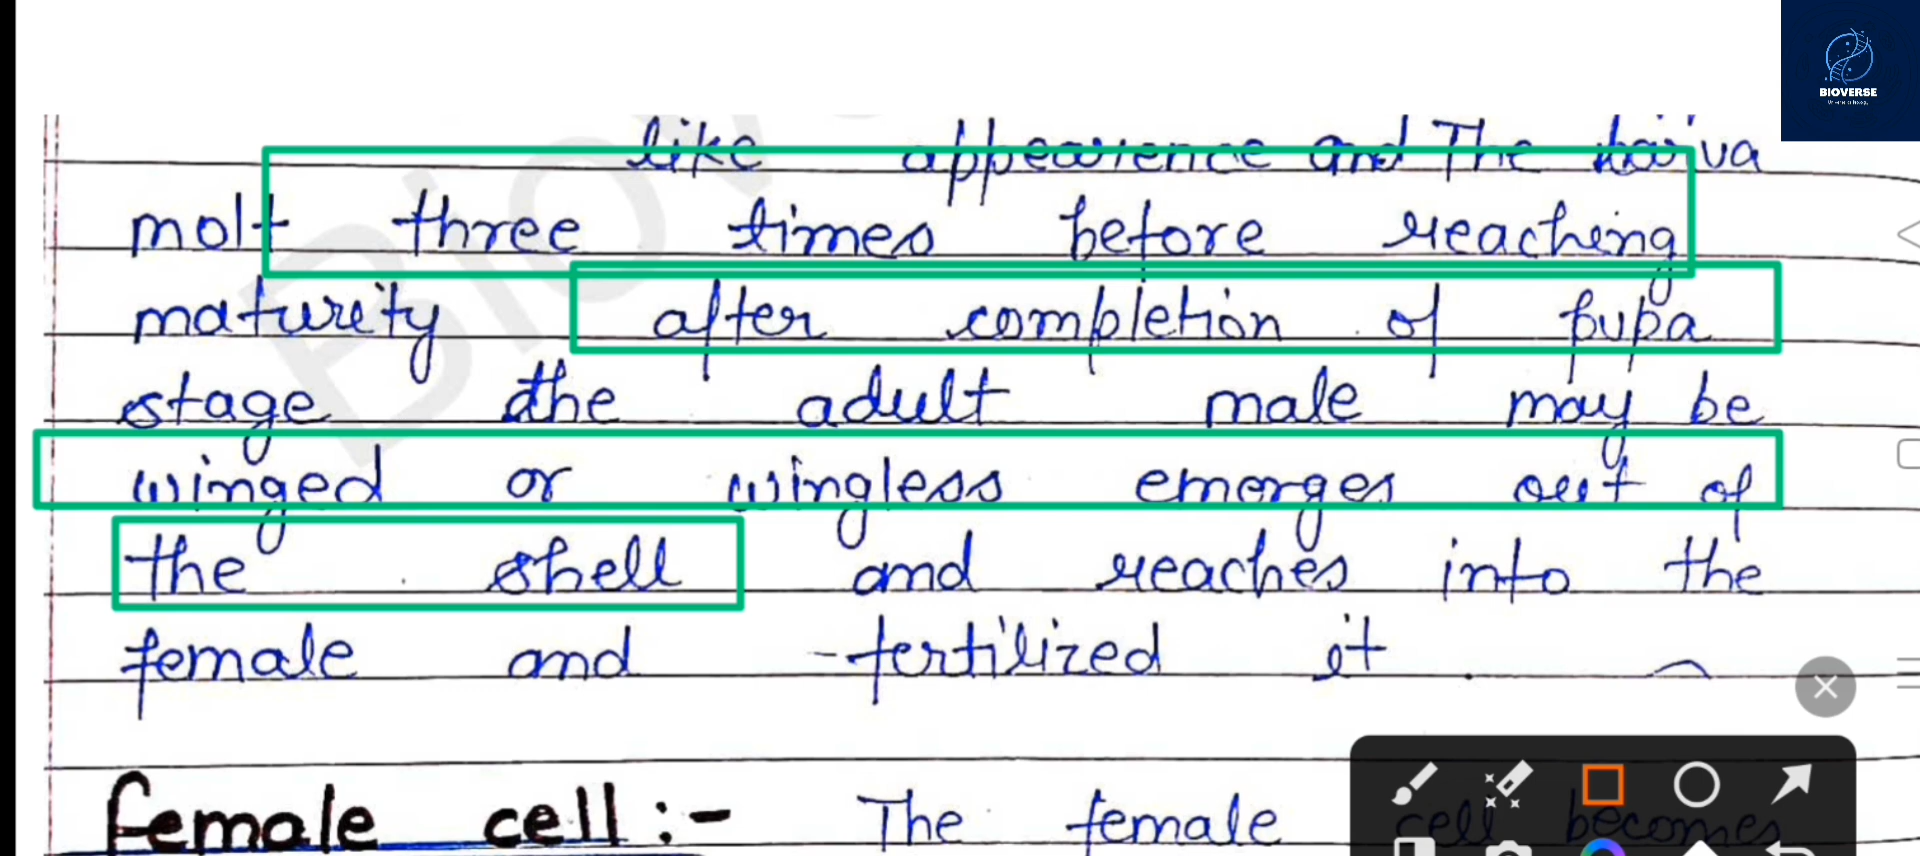 BIOVERSE
like appearence and The larva
molt three times before reaching
maturity after completion of pupa
stage the adult male may be
winged or wingless emerges out of
the shell and reaches into the
female and fertilized it .
female cell :- The female cell becomes